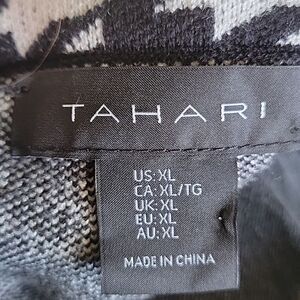 TAHARI
US: XL
CA: XL/TG
UK: XL
EU: XL
AU: XL
MADE IN CHINA